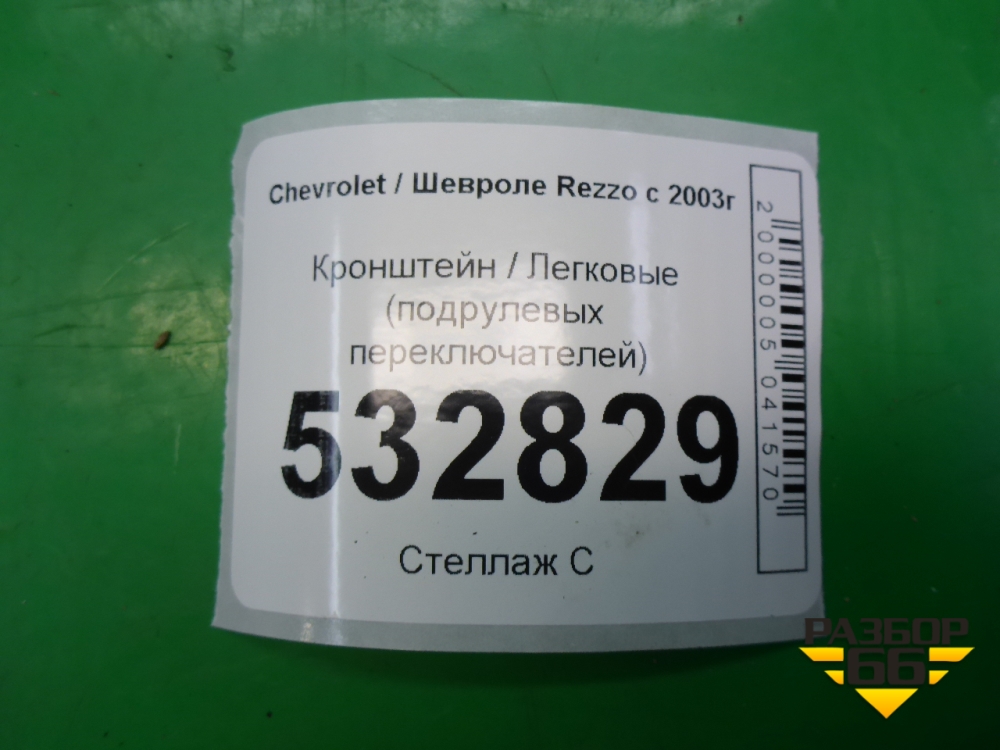 Chevrolet / Шевроле Rezzo с 2003г
Кронштейн / Легковые
(подрулевых
переключателей)
532829
Стеллаж С
2000005041570
РАЗБОР
66